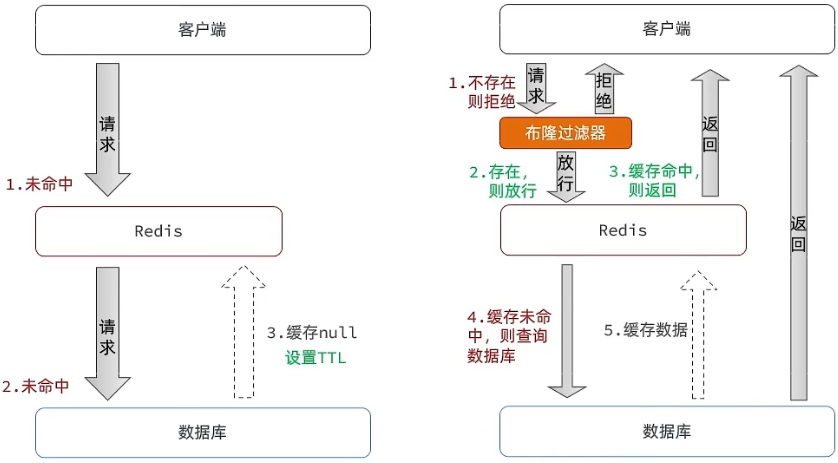 客户端
请求
1.未命中
Redis
请求
2.未命中
3.缓存null
设置TTL
数据库
客户端
1.不存在
则拒绝
请求
拒绝
布隆过滤器
2.存在，
则放行
放行
3.缓存命中，
则返回
返回
Redis
返回
4.缓存未命
中，则查询
数据库
5.缓存数据
数据库